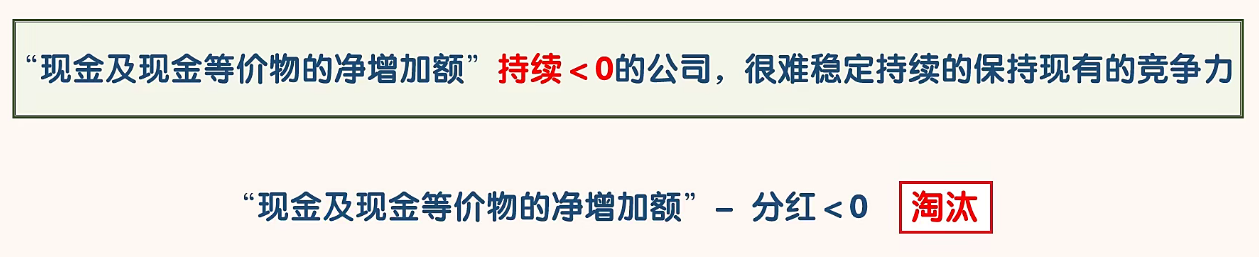 “现金及现金等价物的净增加额”持续＜0的公司，很难稳定持续的保持现有的竞争力
“现金及现金等价物的净增加额”– 分红＜0 淘汰